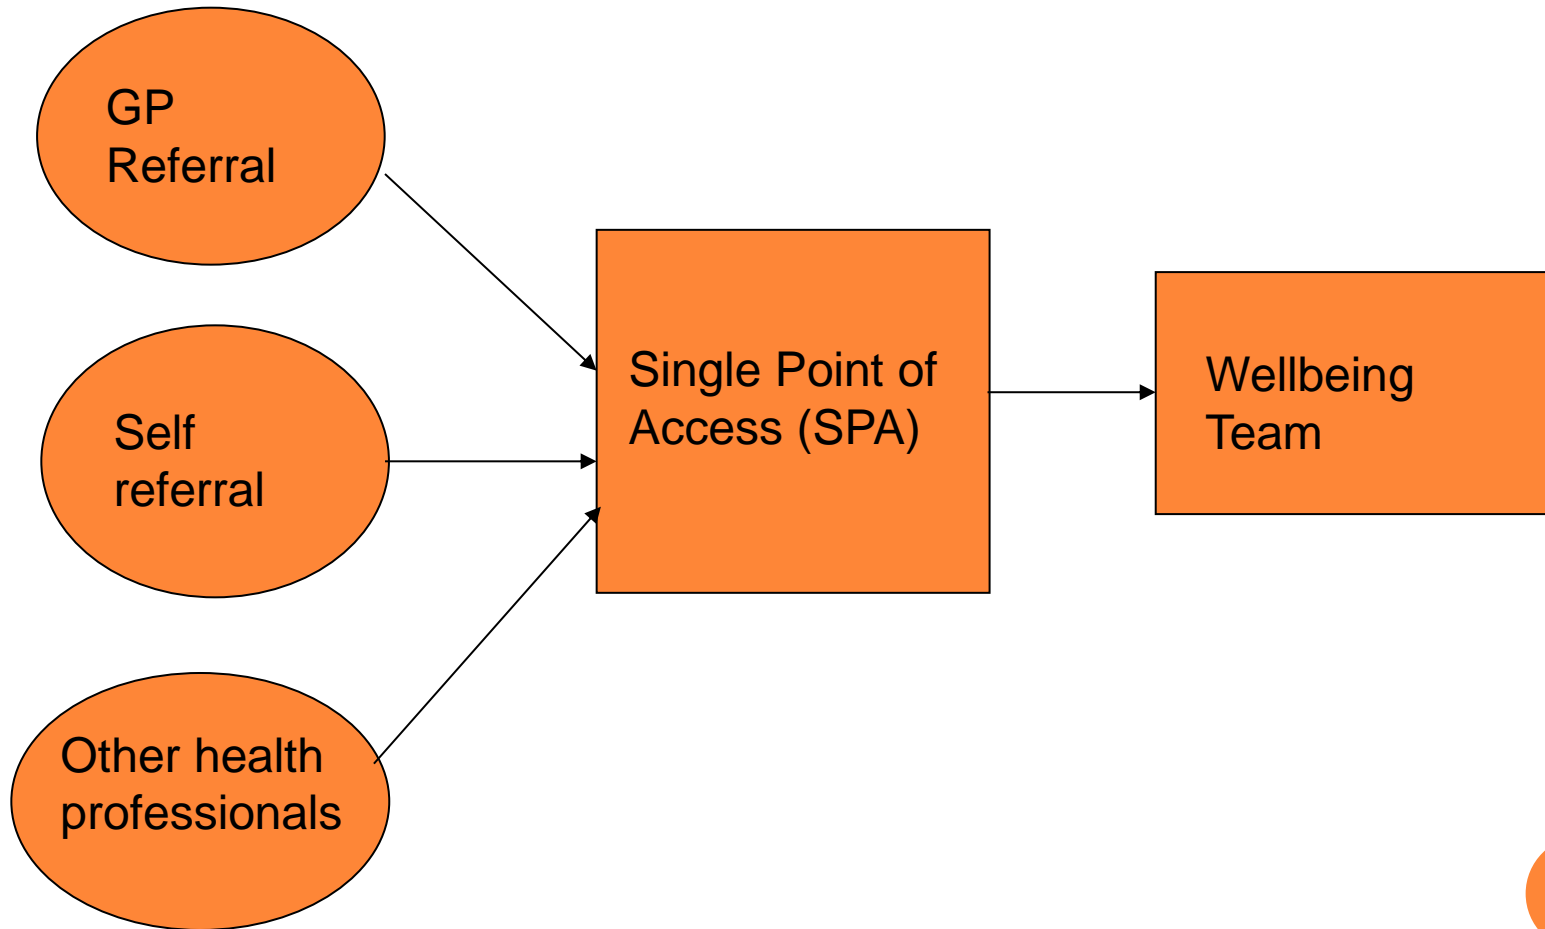 GP
Referral
Self
referral
Other health
professionals
Single Point of
Access (SPA)
Wellbeing
Team